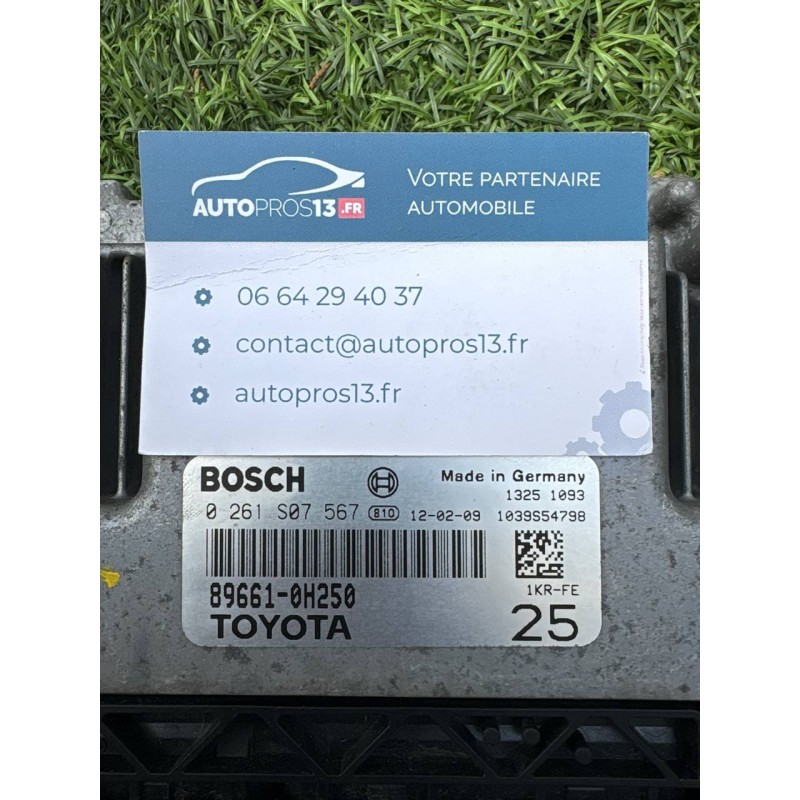 AUTOPROS13.FR
VOTRE PARTENAIRE
AUTOMOBILE
06 64 29 40 37
contact@autopros13.fr
autopros13.fr
BOSCH
Made in Germany
1325 1093
0 261 S07 567 810 12-02-09 1039S54798
89661-0H250
1KR-FE
TOYOTA
25